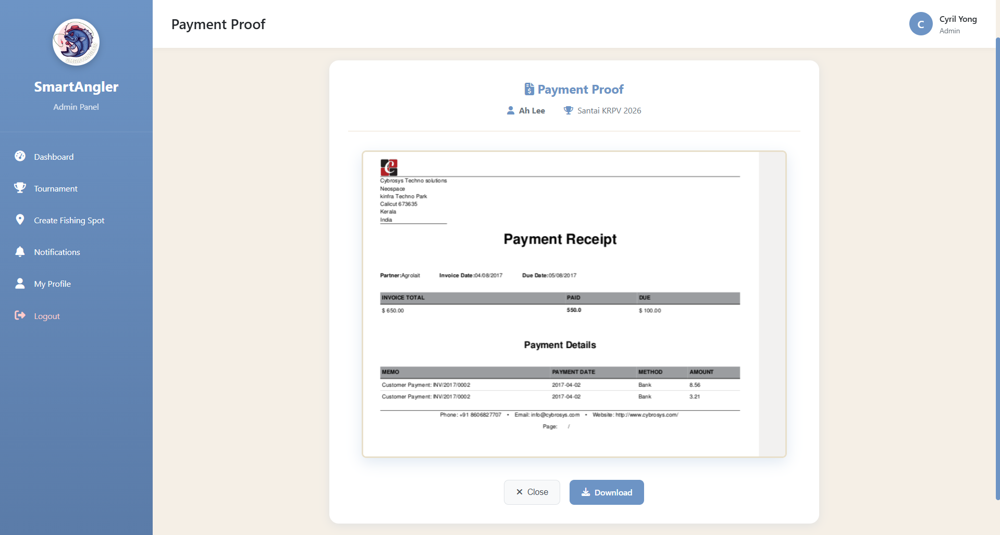 SMARTANGLER
SmartAngler
Admin Panel
Dashboard
Tournament
Create Fishing Spot
Notifications
My Profile
Logout
Payment Proof
C
Cyril Yong
Admin
Payment Proof
Ah Lee Santai KRPV 2026
C
Cybrosys Techno solutions
Neospace
kinfra Techno Park
Calicut 673635
Kerala
India
Payment Receipt
Partner:Agrolait Invoice Date:04/08/2017 Due Date:05/08/2017
INVOICE TOTAL PAID DUE
$ 650.00 550.0 $ 100.00
Payment Details
MEMO PAYMENT DATE METHOD AMOUNT
Customer Payment: INV/2017/0002 2017-04-02 Bank 8.56
Customer Payment: INV/2017/0002 2017-04-02 Bank 3.21
Phone: +91 8606827707 • Email: info@cybrosys.com • Website: http://www.cybrosys.com/
Page: /
Close Download